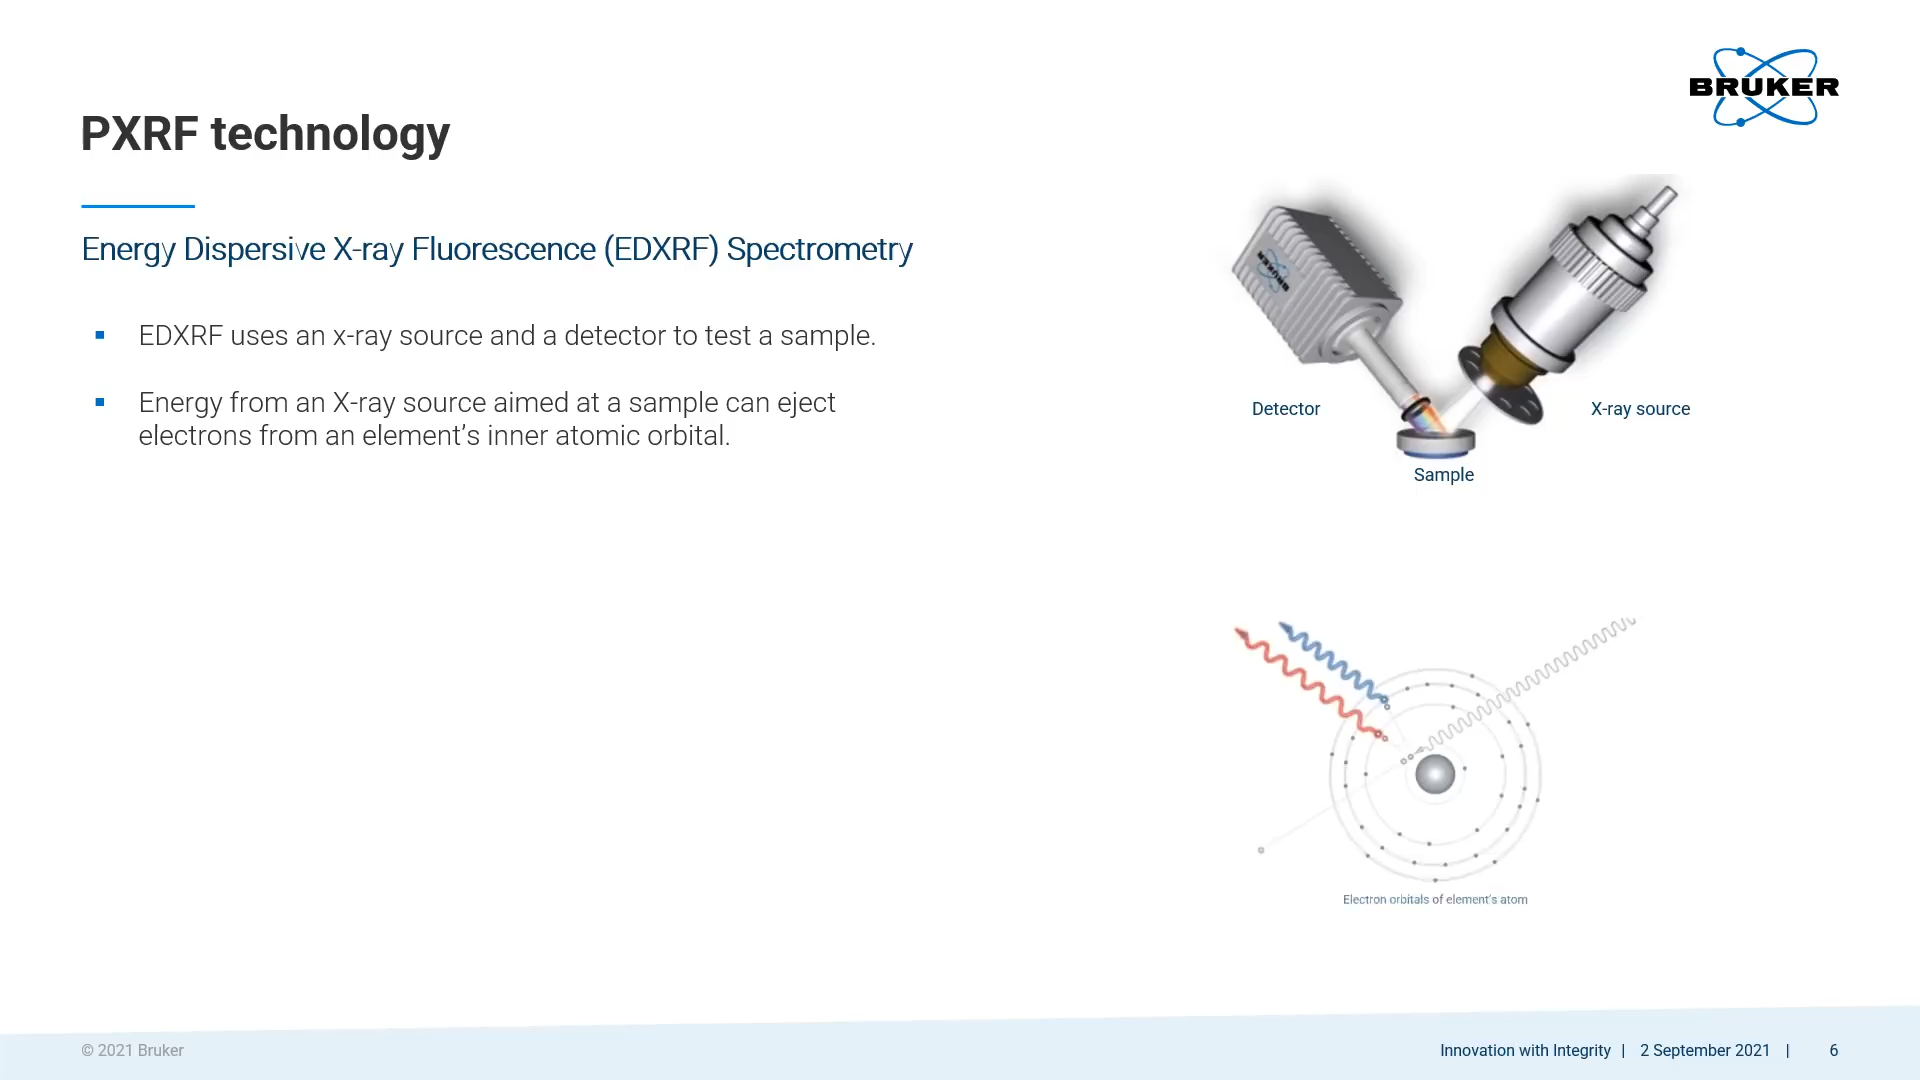 BRUKER
PXRF technology
Energy Dispersive X-ray Fluorescence (EDXRF) Spectrometry
EDXRF uses an x-ray source and a detector to test a sample.
Energy from an X-ray source aimed at a sample can eject
electrons from an element’s inner atomic orbital.
BRUKER
Detector
X-ray source
Sample
Electron orbitals of element’s atom
© 2021 Bruker
Innovation with Integrity | 2 September 2021 | 6